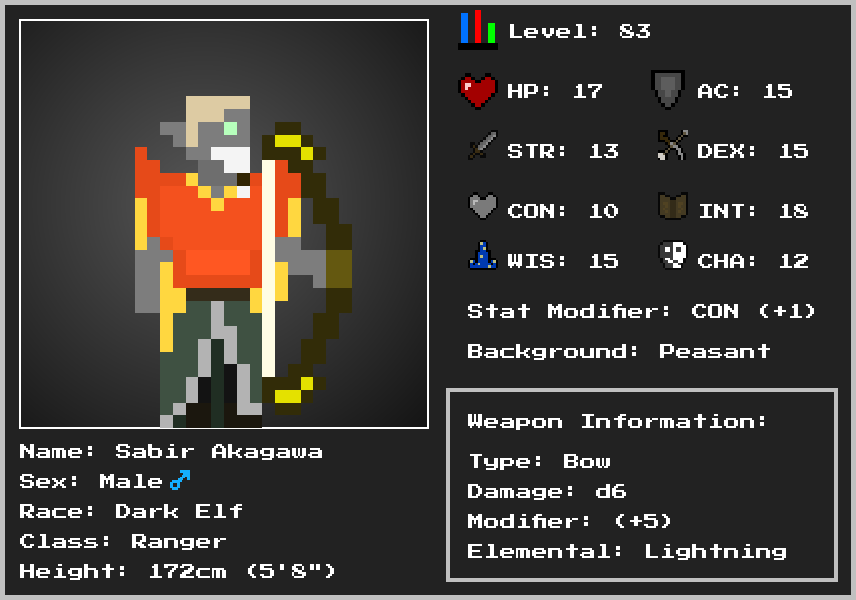 Level: 83
HP: 17
AC: 15
STR: 13
DEX: 15
CON: 10
INT: 18
WIS: 15
CHA: 12
Stat Modifier: CON (+1)
Background: Peasant
Weapon Information:
Type: Bow
Damage: d6
Modifier: (+5)
Elemental: Lightning
Name: Sabir Akagawa
Sex: Male♂
Race: Dark Elf
Class: Ranger
Height: 172cm (5'8")